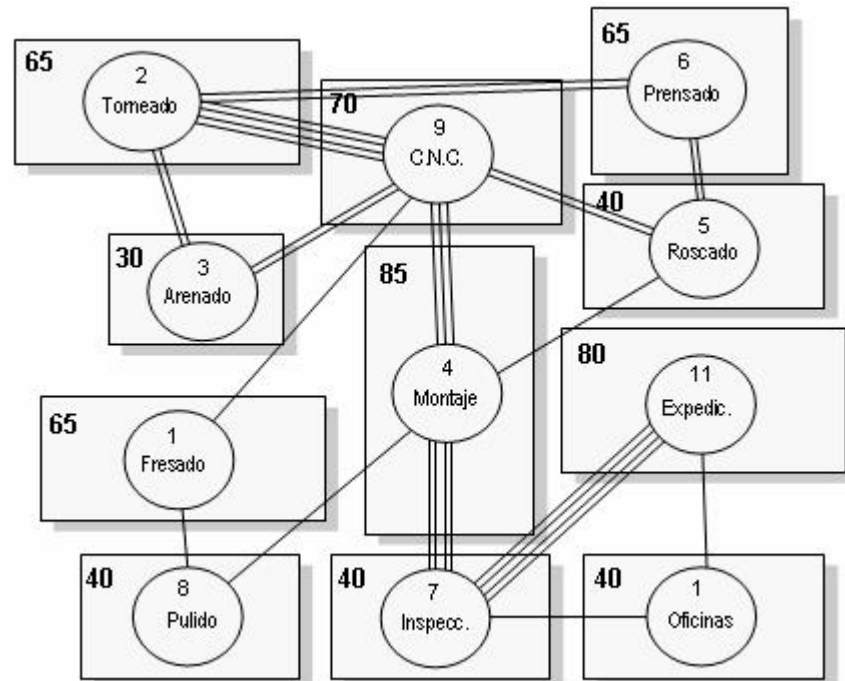 65
2
Torneado
65
6
Prensado
70
9
C.N.C.
40
5
Roscado
30
3
Arenado
85
4
Montaje
80
11
Expedic.
65
1
Fresado
40
8
Pulido
40
7
Inspecc.
40
1
Oficinas